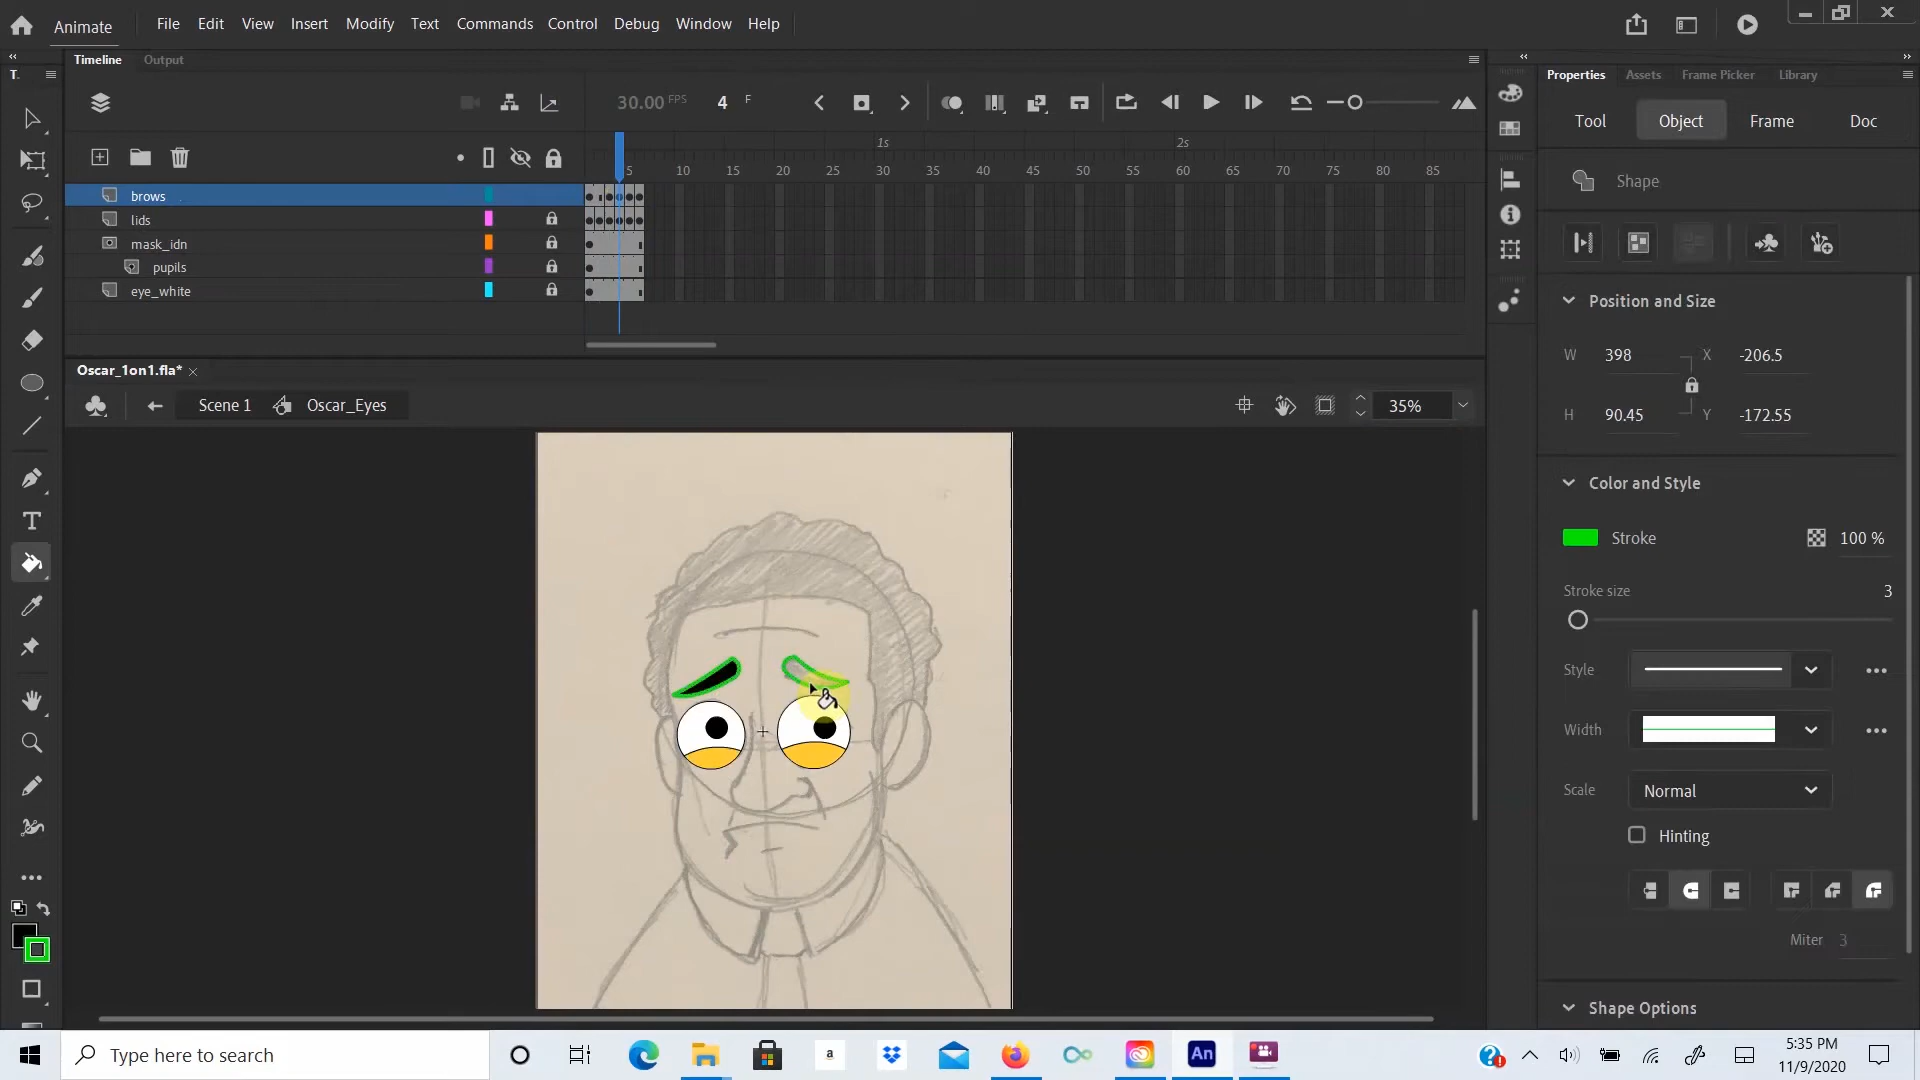 Animate File Edit View Insert Modify Text Commands Control Debug Window Help
T. Timeline Output Properties Assets Frame Picker Library
30.00 FPS 4 F
Tool Object Frame Doc
1s 2s
5 10 15 20 25 30 35 40 45 50 55 60 65 70 75 80 85
Shape
brows
lids
mask_idn
pupils
eye_white
Position and Size
W 398 X -206.5
H 90.45 Y -172.55
Oscar_1on1.fla*
Scene 1 Oscar_Eyes 35%
Color and Style
Stroke 100 %
Stroke size 3
Style
Width
Scale Normal
Hinting
Miter 3
Shape Options
Type here to search
a
An
5:35 PM
11/9/2020